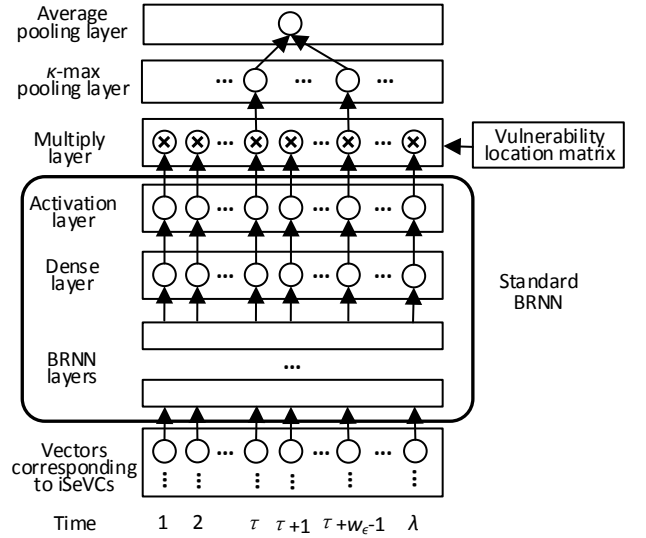 Average
pooling layer
κ-max
pooling layer
... ... ...
Multiply
layer
... ... ...
Vulnerability
location matrix
Activation
layer
... ... ...
Dense
layer
... ... ...
Standard
BRNN
BRNN
layers
...
Vectors
corresponding
to iSeVCs
... ... ...
Time 1 2 τ τ+1 τ+wϵ-1 λ